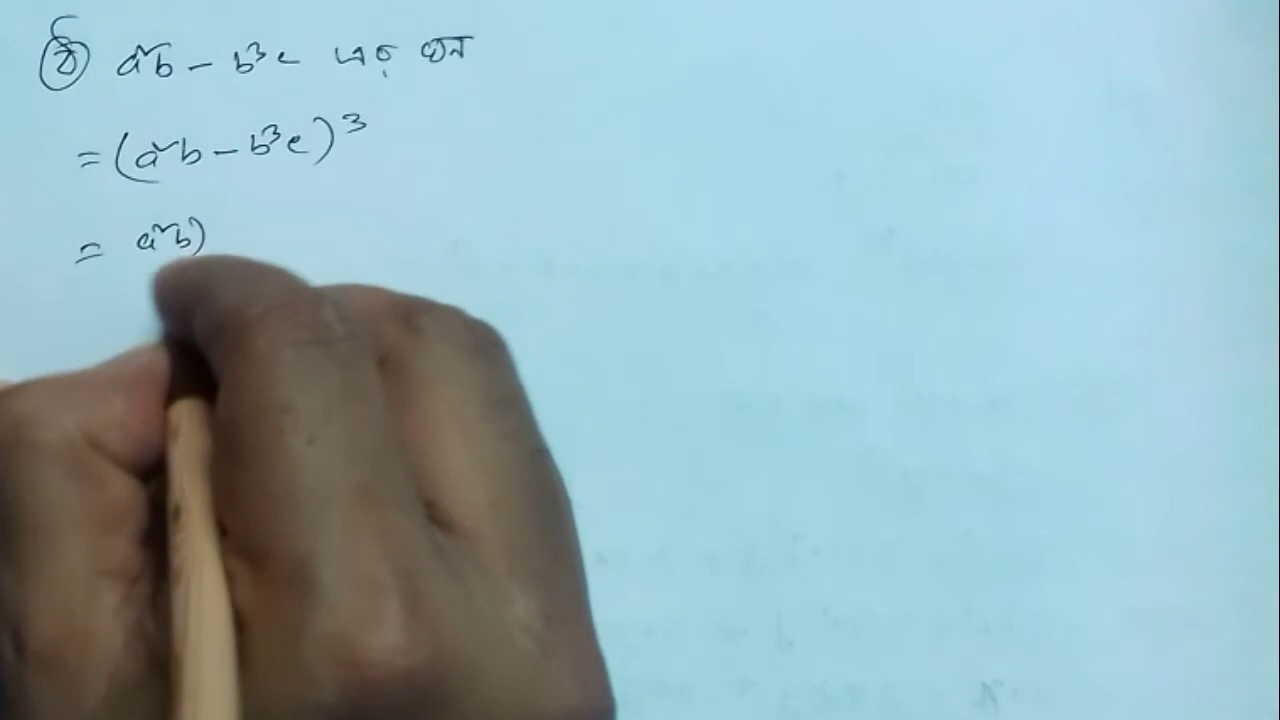 ঠ a²b - b³c এর ঘন
= (a²b - b³c)³
= a²b)